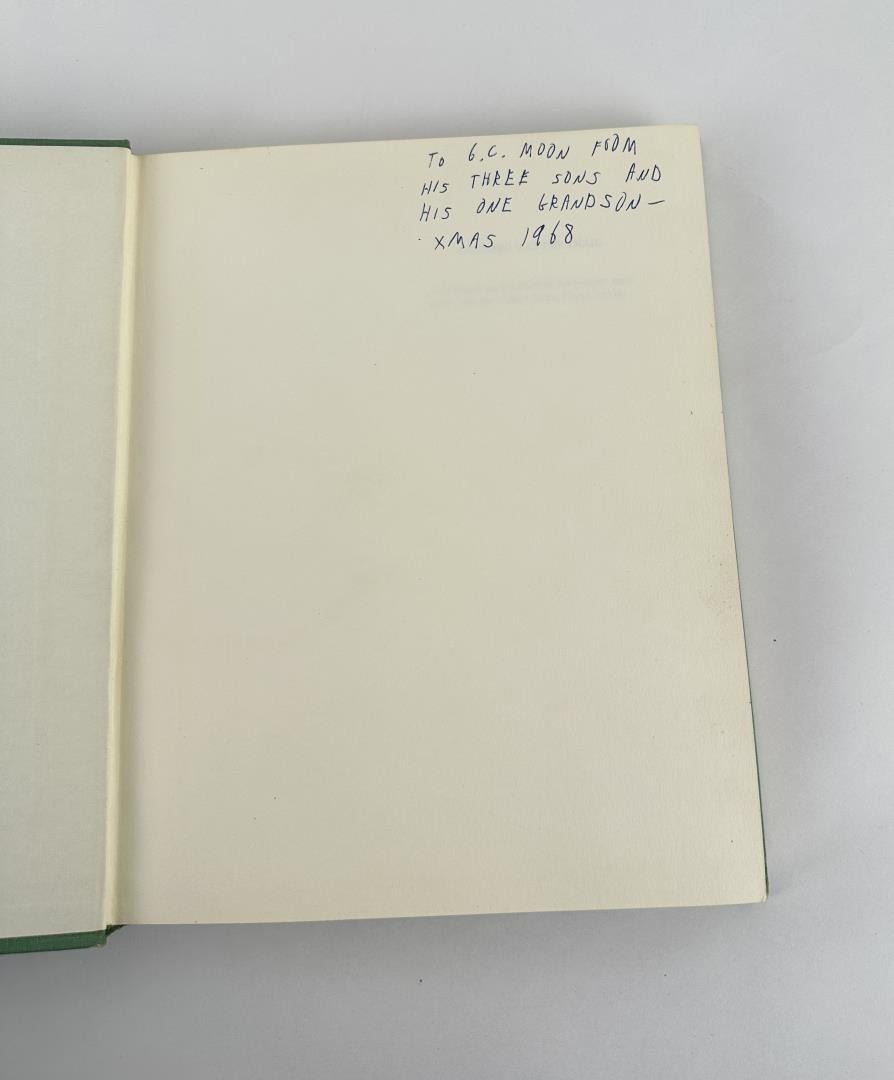 To G.C. MOON FROM
HIS THREE SONS AND
HIS ONE GRANDSON —
XMAS 1968